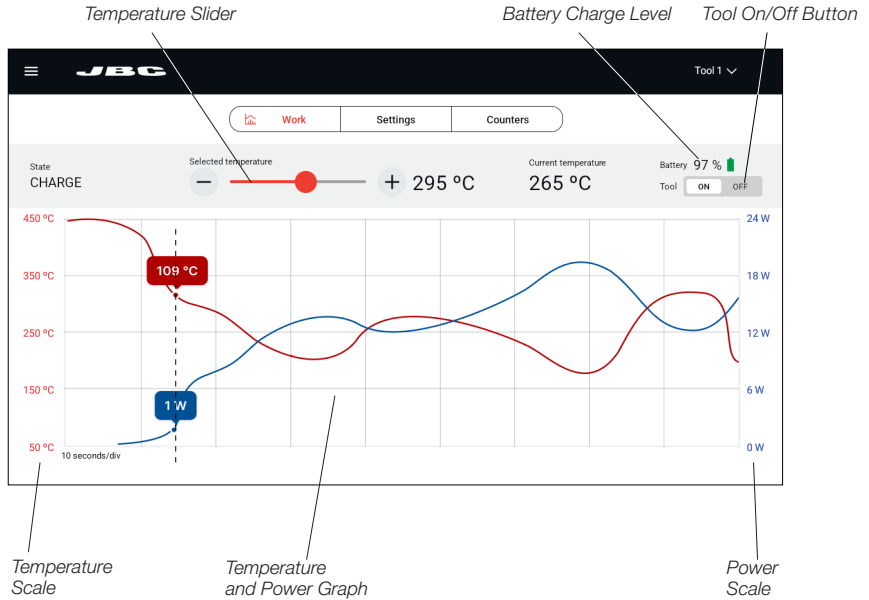 Temperature Slider
Battery Charge Level
Tool On/Off Button
JBC
Tool 1
Work
Settings
Counters
State
CHARGE
Selected temperature
295 ºC
Current temperature
265 ºC
Battery 97 %
Tool ON OFF
450 ºC
24 W
109 ºC
350 ºC
18 W
250 ºC
12 W
150 ºC
6 W
1 W
50 ºC
0 W
10 seconds/div
Temperature
Scale
Temperature
and Power Graph
Power
Scale